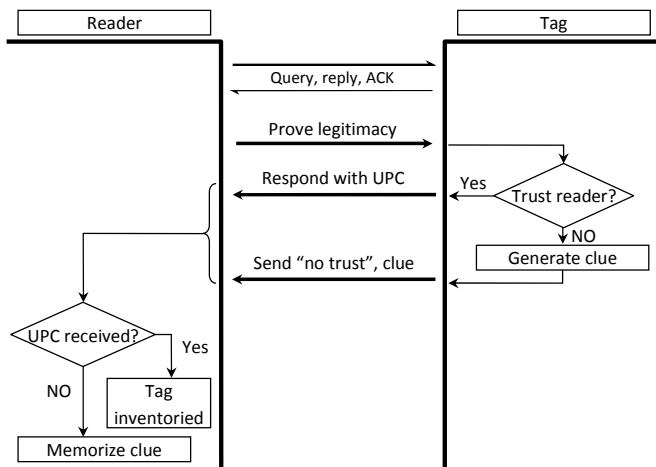 Reader
Tag
Query, reply, ACK
Prove legitimacy
Respond with UPC
Yes
Trust reader?
NO
Generate clue
Send “no trust”, clue
UPC received?
Yes
NO
Tag
inventoried
Memorize clue